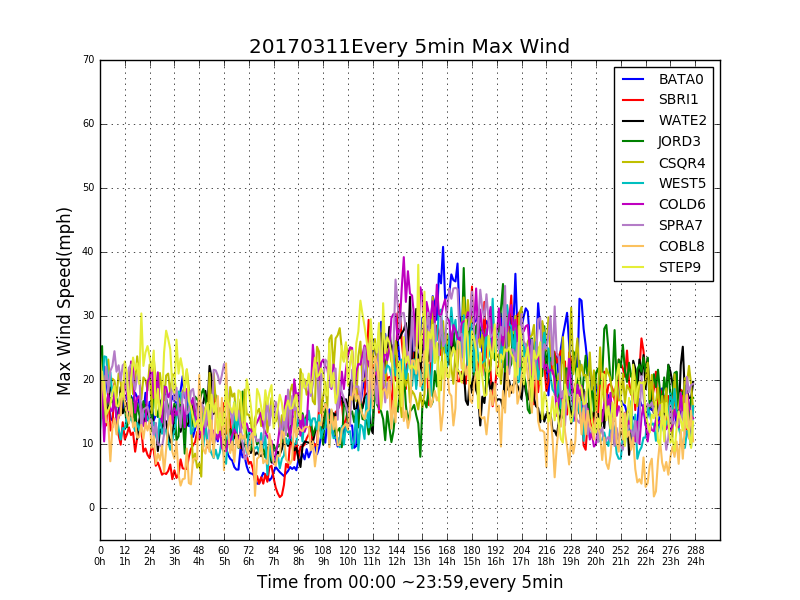 20170311Every 5min Max Wind
70
60
50
40
30
20
10
0
Max Wind Speed(mph)
BATA0
SBRI1
WATE2
JORD3
CSQR4
WEST5
COLD6
SPRA7
COBL8
STEP9
0 12 24 36 48 60 72 84 96 108 120 132 144 156 168 180 192 204 216 228 240 252 264 276 288
0h 1h 2h 3h 4h 5h 6h 7h 8h 9h 10h 11h 12h 13h 14h 15h 16h 17h 18h 19h 20h 21h 22h 23h 24h
Time from 00:00 ~23:59,every 5min